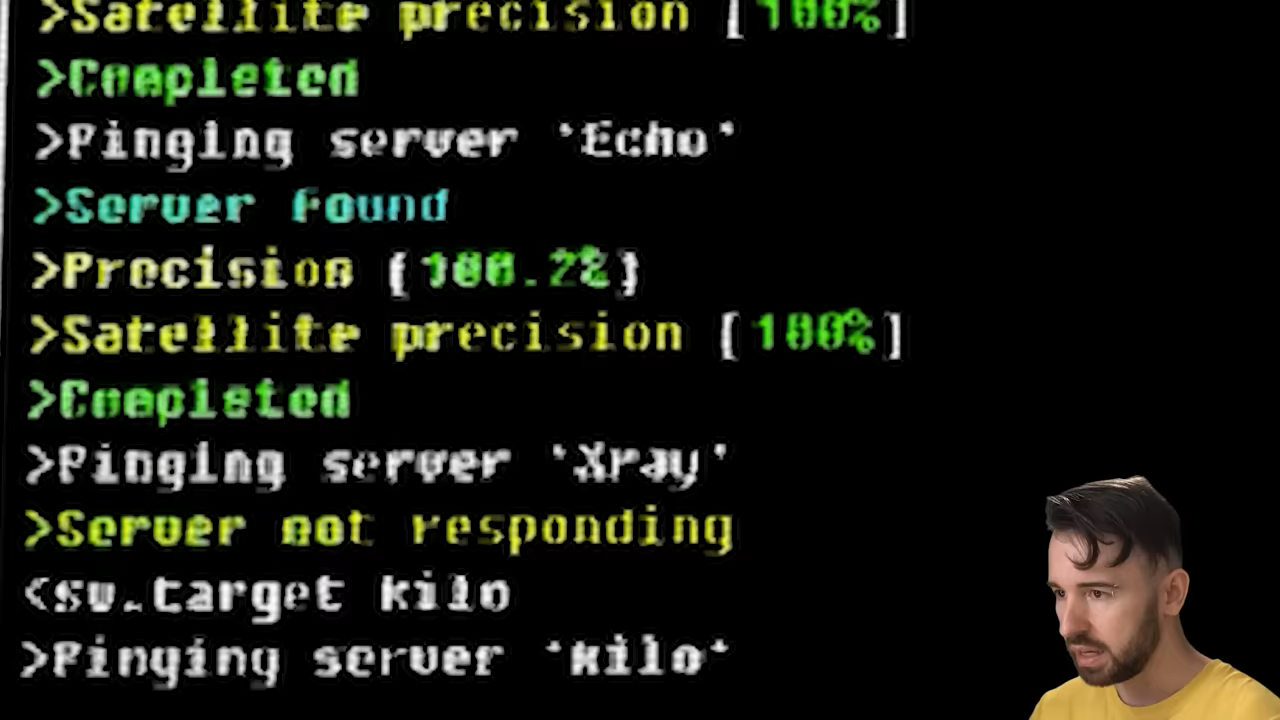 >Satellite precision [100%]
>Completed
>Pinging server 'Echo'
>Server Found
>Precision [100.2%]
>Satellite precision [100%]
>Completed
>Pinging server 'Xray'
>Server not responding
<sw.target kilo
>Pinging server 'kilo'